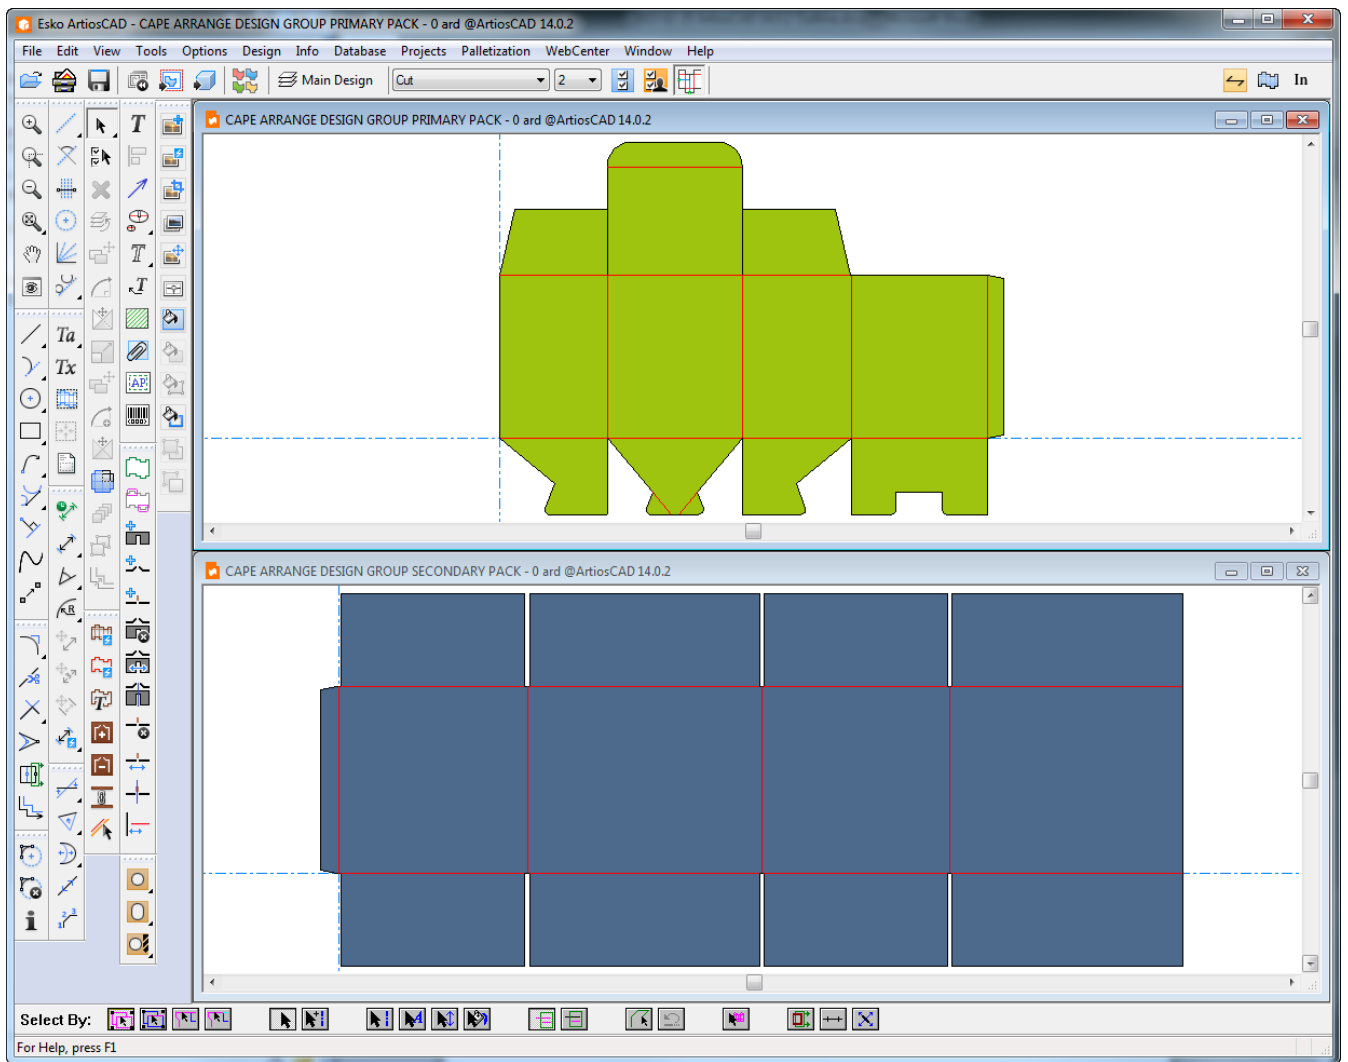 Esko ArtiosCAD - CAPE ARRANGE DESIGN GROUP PRIMARY PACK - 0 ard @ArtiosCAD 14.0.2
File Edit View Tools Options Design Info Database Projects Palletization WebCenter Window Help
Main Design Cut 2 In
CAPE ARRANGE DESIGN GROUP PRIMARY PACK - 0 ard @ArtiosCAD 14.0.2
T
T
T
Ta
Tx
AP
R
T
CAPE ARRANGE DESIGN GROUP SECONDARY PACK - 0 ard @ArtiosCAD 14.0.2
Select By:
For Help, press F1